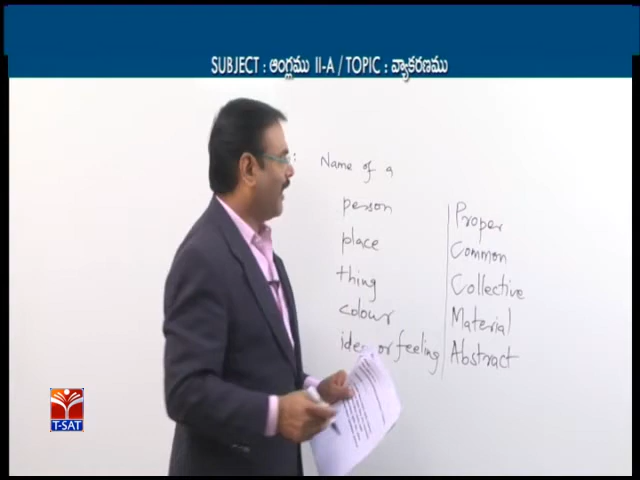 SUBJECT : ఆంగ్లము II-A / TOPIC : వ్యాకరణము
:
Name of a
person
place
thing
colour
idea or feeling
Proper
Common
Collective
Material
Abstract
T-SAT